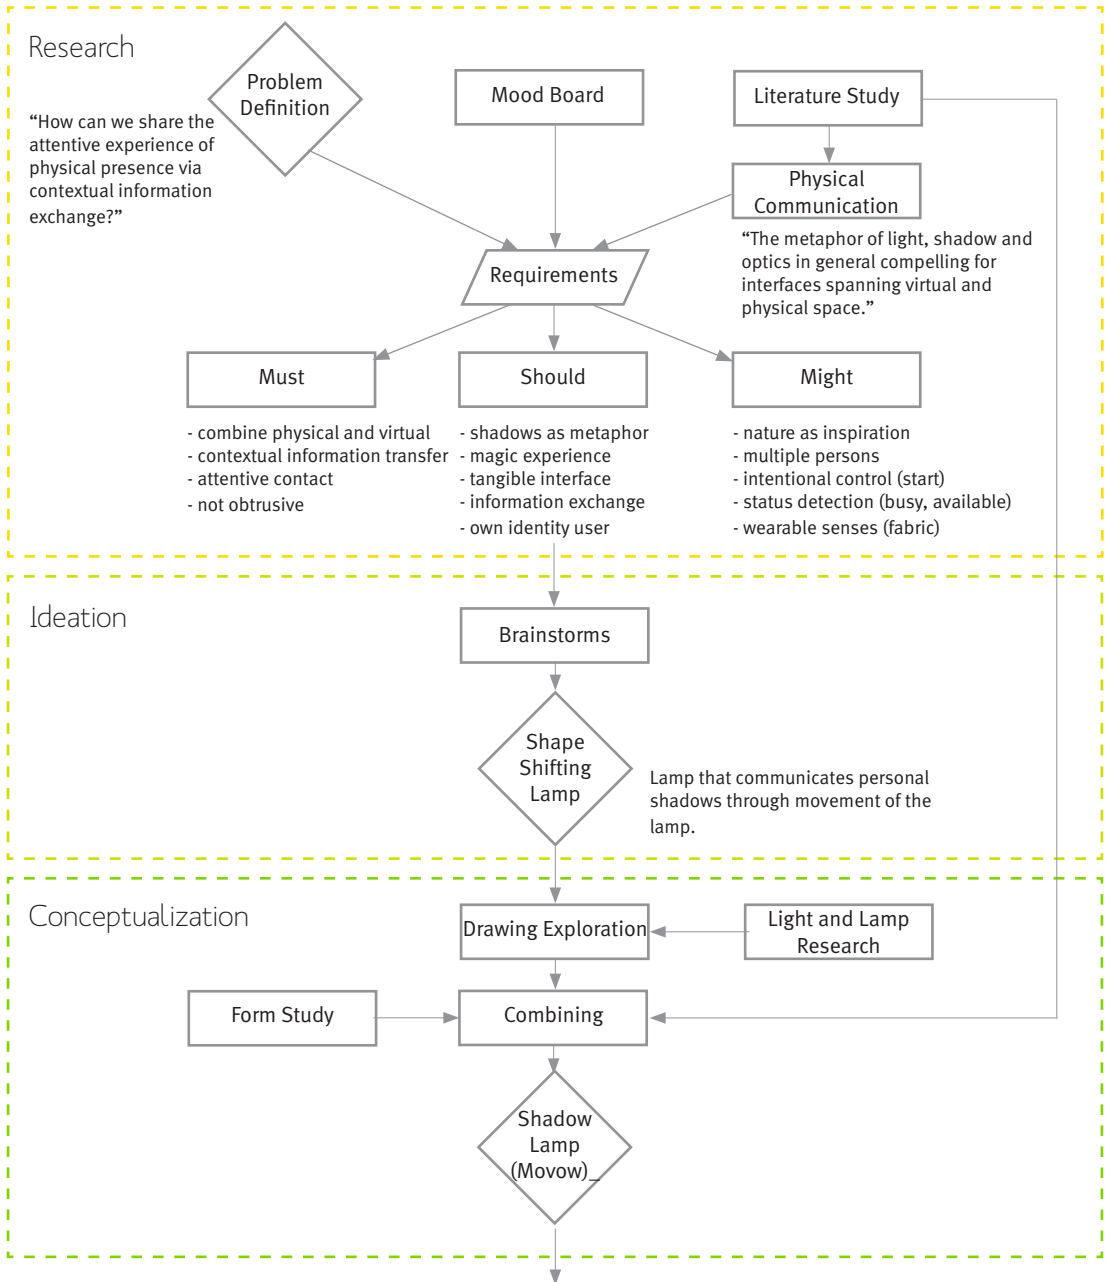 Research
Problem
Definition
Mood Board
Literature Study
“How can we share the
attentive experience of
physical presence via
contextual information
exchange?”
Physical
Communication
“The metaphor of light, shadow and
optics in general compelling for
interfaces spanning virtual and
physical space.”
Requirements
Must
Should
Might
- combine physical and virtual
- contextual information transfer
- attentive contact
- not obtrusive
- shadows as metaphor
- magic experience
- tangible interface
- information exchange
- own identity user
- nature as inspiration
- multiple persons
- intentional control (start)
- status detection (busy, available)
- wearable senses (fabric)
Ideation
Brainstorms
Shape
Shifting
Lamp
Lamp that communicates personal
shadows through movement of the
lamp.
Conceptualization
Drawing Exploration
Light and Lamp
Research
Form Study
Combining
Shadow
Lamp
(Movow)_